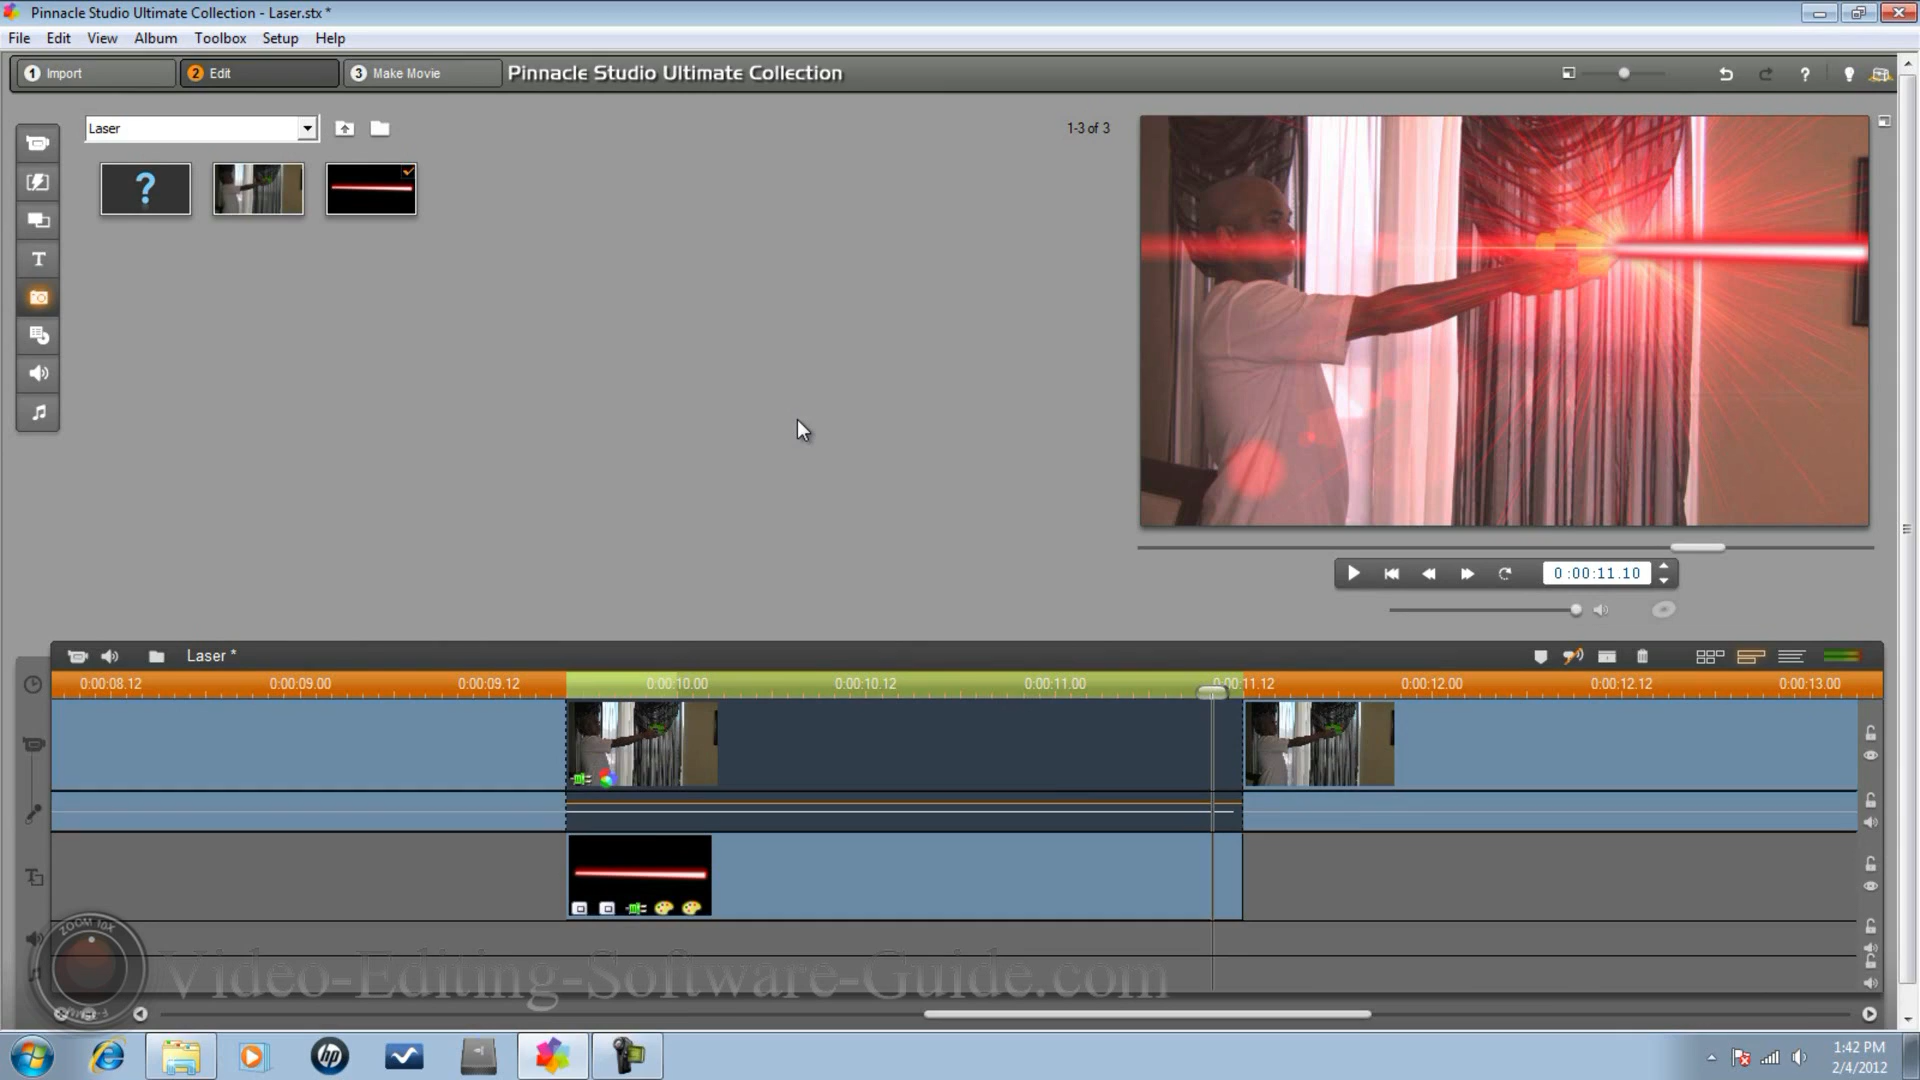 Pinnacle Studio Ultimate Collection - Laser.stx *
File Edit View Album Toolbox Setup Help
1 Import 2 Edit 3 Make Movie Pinnacle Studio Ultimate Collection ?
Laser 1-3 of 3
?
T
0:00:11.10
Laser *
0:00:08.12 0:00:09.00 0:00:09.12 0:00:10.00 0:00:10.12 0:00:11.00 0:00:11.12 0:00:12.00 0:00:12.12 0:00:13.00
ZOOM 10X
Video-Editing-Software-Guide.com
hp
1:42 PM
2/4/2012